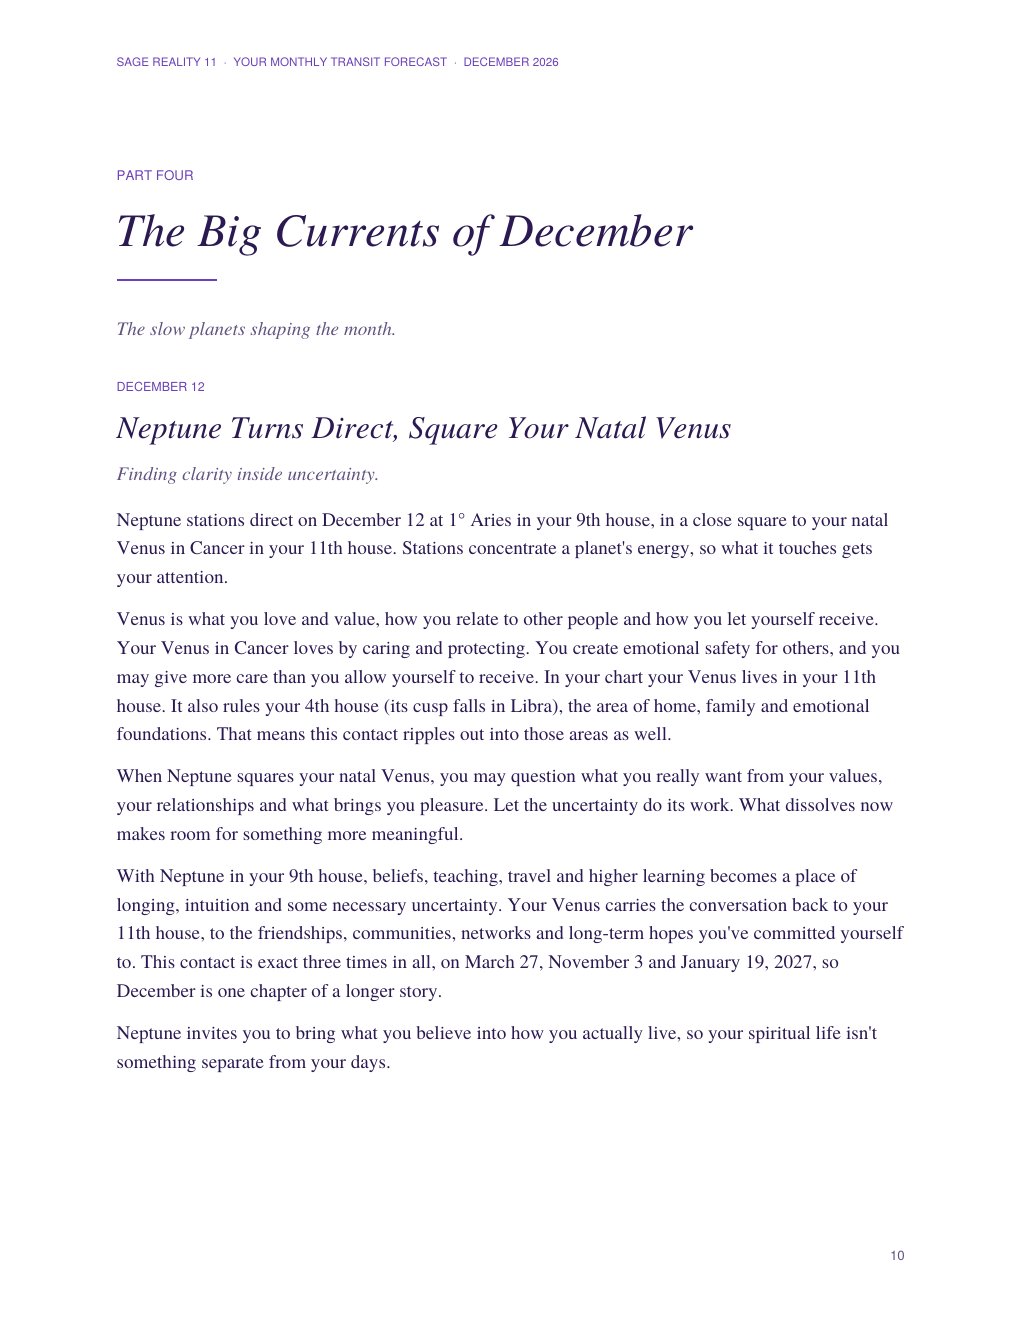 SAGE REALITY 11 · YOUR MONTHLY TRANSIT FORECAST · DECEMBER 2026
PART FOUR
The Big Currents of December
The slow planets shaping the month.
DECEMBER 12
Neptune Turns Direct, Square Your Natal Venus
Finding clarity inside uncertainty.
Neptune stations direct on December 12 at 1° Aries in your 9th house, in a close square to your natal
Venus in Cancer in your 11th house. Stations concentrate a planet's energy, so what it touches gets
your attention.
Venus is what you love and value, how you relate to other people and how you let yourself receive.
Your Venus in Cancer loves by caring and protecting. You create emotional safety for others, and you
may give more care than you allow yourself to receive. In your chart your Venus lives in your 11th
house. It also rules your 4th house (its cusp falls in Libra), the area of home, family and emotional
foundations. That means this contact ripples out into those areas as well.
When Neptune squares your natal Venus, you may question what you really want from your values,
your relationships and what brings you pleasure. Let the uncertainty do its work. What dissolves now
makes room for something more meaningful.
With Neptune in your 9th house, beliefs, teaching, travel and higher learning becomes a place of
longing, intuition and some necessary uncertainty. Your Venus carries the conversation back to your
11th house, to the friendships, communities, networks and long-term hopes you've committed yourself
to. This contact is exact three times in all, on March 27, November 3 and January 19, 2027, so
December is one chapter of a longer story.
Neptune invites you to bring what you believe into how you actually live, so your spiritual life isn't
something separate from your days.
10